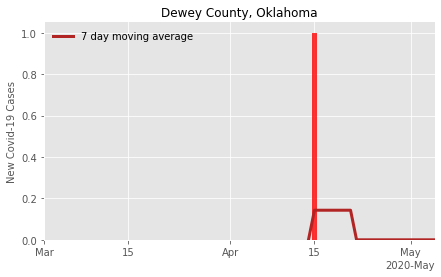 Dewey County, Oklahoma
7 day moving average
New Covid-19 Cases
1.0
0.8
0.6
0.4
0.2
0.0
Mar 15 Apr 15 May
2020-May